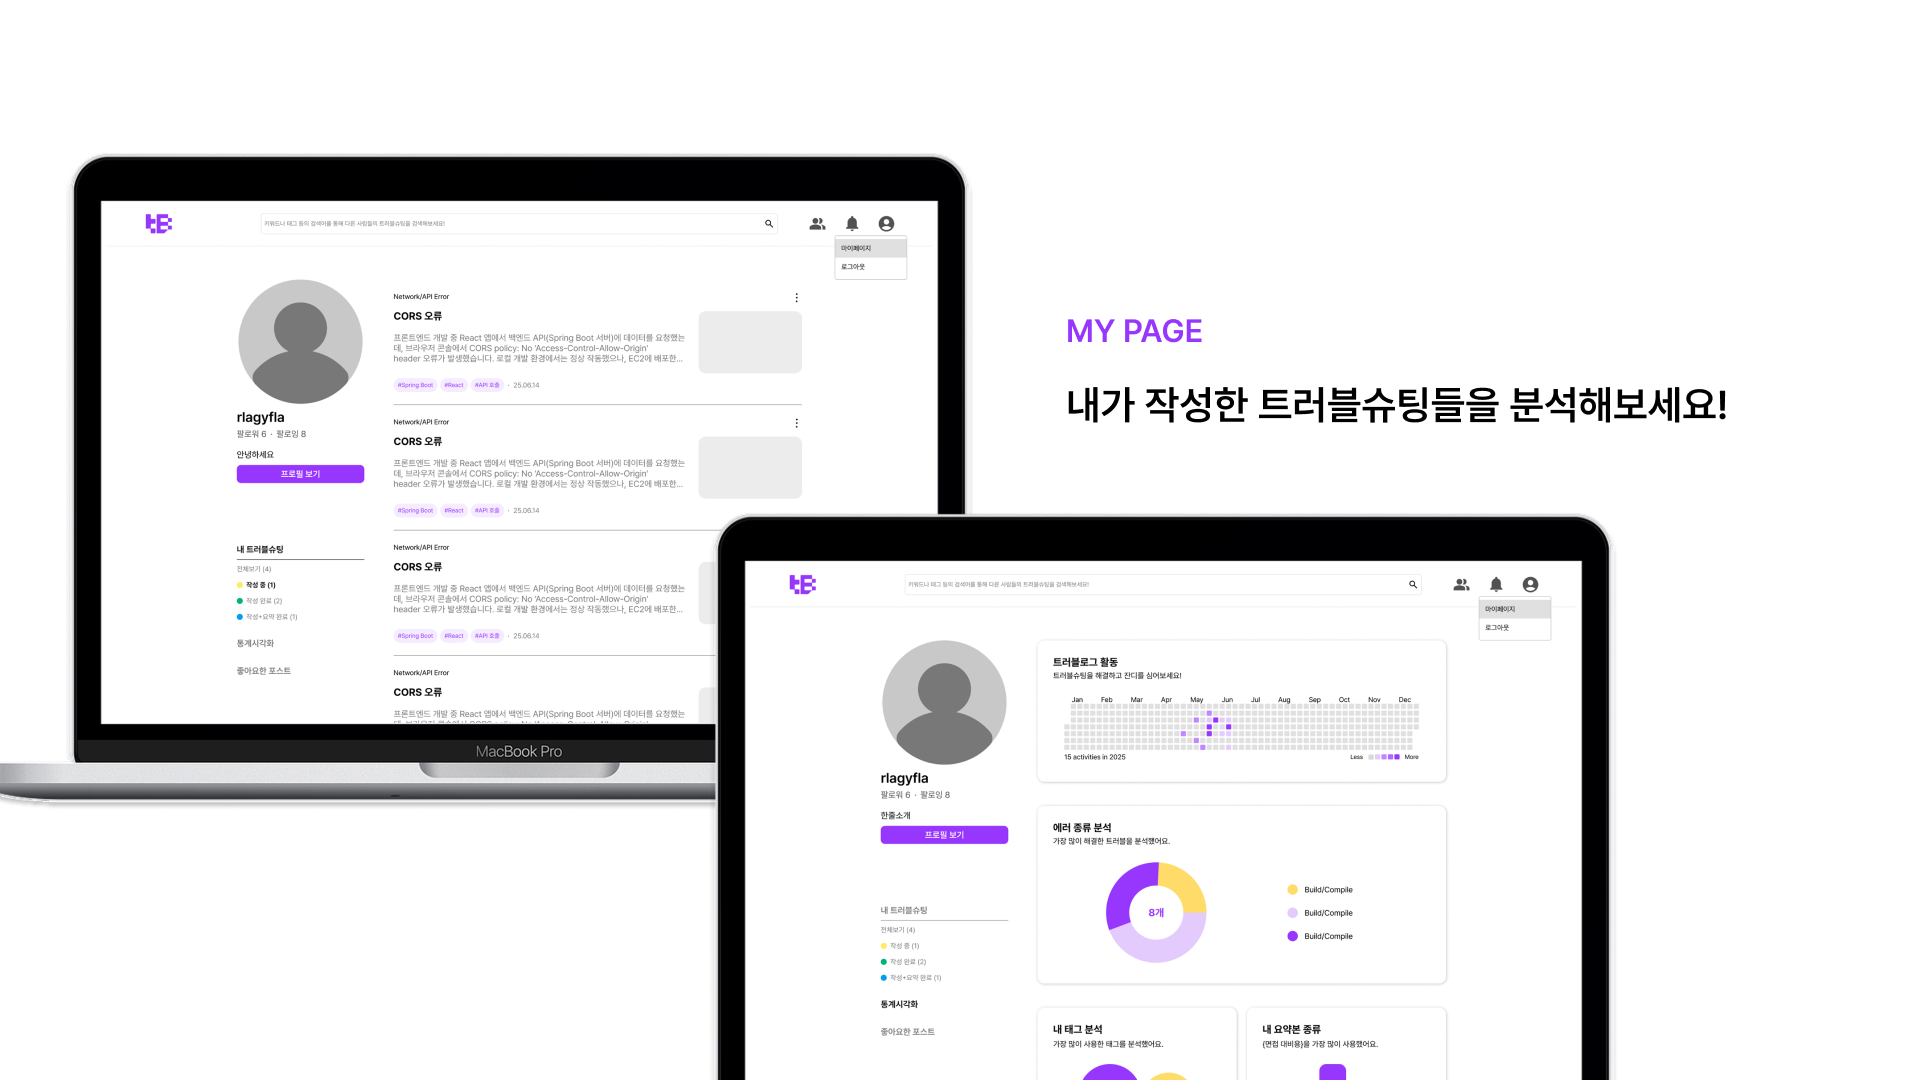 키워드나 태그 등의 검색어를 통해 다른 사람들의 트러블슈팅을 검색해보세요!
마이페이지
로그아웃
rlagyfla
팔로워 6 · 팔로잉 8
안녕하세요
프로필 보기
내 트러블슈팅
전체보기 (4)
작성 중 (1)
작성 완료 (2)
작성+요약 완료 (1)
통계시각화
좋아요한 포스트
Network/API Error
CORS 오류
프론트엔드 개발 중 React 앱에서 백엔드 API(Spring Boot 서버)에 데이터를 요청했는
데, 브라우저 콘솔에서 CORS policy: No 'Access-Control-Allow-Origin'
header 오류가 발생했습니다. 로컬 개발 환경에서는 정상 작동했으나, EC2에 배포한...
#Spring Boot #React #API 호출 · 25.06.14
Network/API Error
CORS 오류
프론트엔드 개발 중 React 앱에서 백엔드 API(Spring Boot 서버)에 데이터를 요청했는
데, 브라우저 콘솔에서 CORS policy: No 'Access-Control-Allow-Origin'
header 오류가 발생했습니다. 로컬 개발 환경에서는 정상 작동했으나, EC2에 배포한...
#Spring Boot #React #API 호출 · 25.06.14
Network/API Error
CORS 오류
프론트엔드 개발 중 React 앱에서 백엔드 API(Spring Boot 서버)에 데이터를 요청했는
데, 브라우저 콘솔에서 CORS policy: No 'Access-Control-Allow-Origin'
header 오류가 발생했습니다. 로컬 개발 환경에서는 정상 작동했으나, EC2에 배포한...
#Spring Boot #React #API 호출 · 25.06.14
Network/API Error
CORS 오류
프론트엔드 개발 중 React 앱에서 백엔드 API(Spring Boot 서버)에 데이터를 요청했는
MacBook Pro
MY PAGE
내가 작성한 트러블슈팅들을 분석해보세요!
키워드나 태그 등의 검색어를 통해 다른 사람들의 트러블슈팅을 검색해보세요!
마이페이지
로그아웃
rlagyfla
팔로워 6 · 팔로잉 8
한줄소개
프로필 보기
내 트러블슈팅
전체보기 (4)
작성 중 (1)
작성 완료 (2)
작성+요약 완료 (1)
통계시각화
좋아요한 포스트
트러블로그 활동
트러블슈팅을 해결하고 잔디를 심어보세요!
Jan Feb Mar Apr May Jun Jul Aug Sep Oct Nov Dec
15 activities in 2025 Less More
에러 종류 분석
가장 많이 해결한 트러블을 분석했어요.
8개
Build/Compile
Build/Compile
Build/Compile
내 태그 분석
가장 많이 사용한 태그를 분석했어요.
내 요약본 종류
{면접 대비용}을 가장 많이 사용했어요.